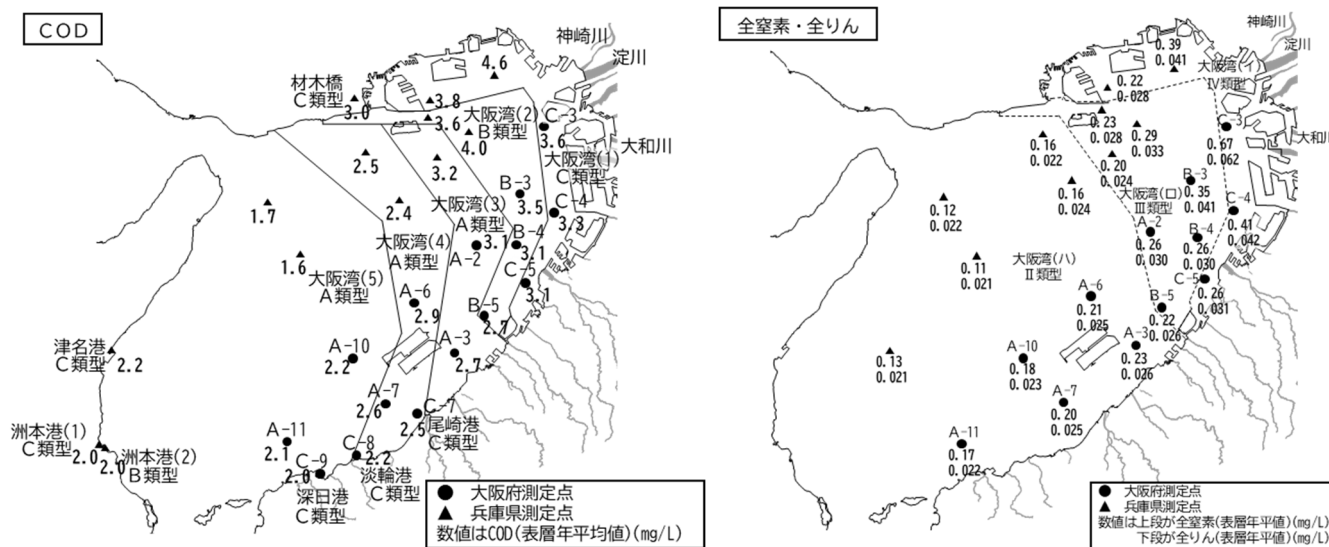 COD
神崎川
淀川
4.6
材木橋
C類型
3.0
3.8
3.6
大阪湾(2)
B類型
4.0
C-3
3.6
大和川
大阪湾(1)
C類型
2.5
3.2
B-3
3.5
C-4
3.3
1.7
2.4
大阪湾(3)
A類型
3.1
A-2
B-4
3.1
大阪湾(4)
A類型
C-5
3.1
1.6
大阪湾(5)
A類型
A-6
2.9
B-5
2.7
津名港
C類型
2.2
A-10
2.2
A-3
2.7
A-7
2.6
C-7
2.5
尾崎港
C類型
洲本港(1)
C類型
2.0
2.0
洲本港(2)
B類型
A-11
2.1
C-8
2.2
淡輪港
C類型
C-9
2.0
深日港
C類型
● 大阪府測定点
▲ 兵庫県測定点
数値はCOD(表層年平均値)(mg/L)
全窒素・全りん
神崎川
淀川
0.39
0.041
大阪湾(イ)
Ⅳ類型
0.22
0.028
0.23
0.028
0.29
0.033
C-3
0.67
0.062
大和川
0.16
0.022
0.20
0.024
0.16
0.024
大阪湾(ロ)
Ⅲ類型
B-3
0.35
0.041
C-4
0.41
0.042
0.12
0.022
A-2
0.26
0.030
B-4
0.26
0.030
0.11
0.021
大阪湾(ハ)
Ⅱ類型
C-5
0.26
0.031
A-6
0.21
0.025
B-5
0.22
0.026
0.13
0.021
A-10
0.18
0.023
A-3
0.23
0.026
A-7
0.20
0.025
A-11
0.17
0.022
● 大阪府測定点
▲ 兵庫県測定点
数値は上段が全窒素(表層年平値)(mg/L)
下段が全りん(表層年平値)(mg/L)